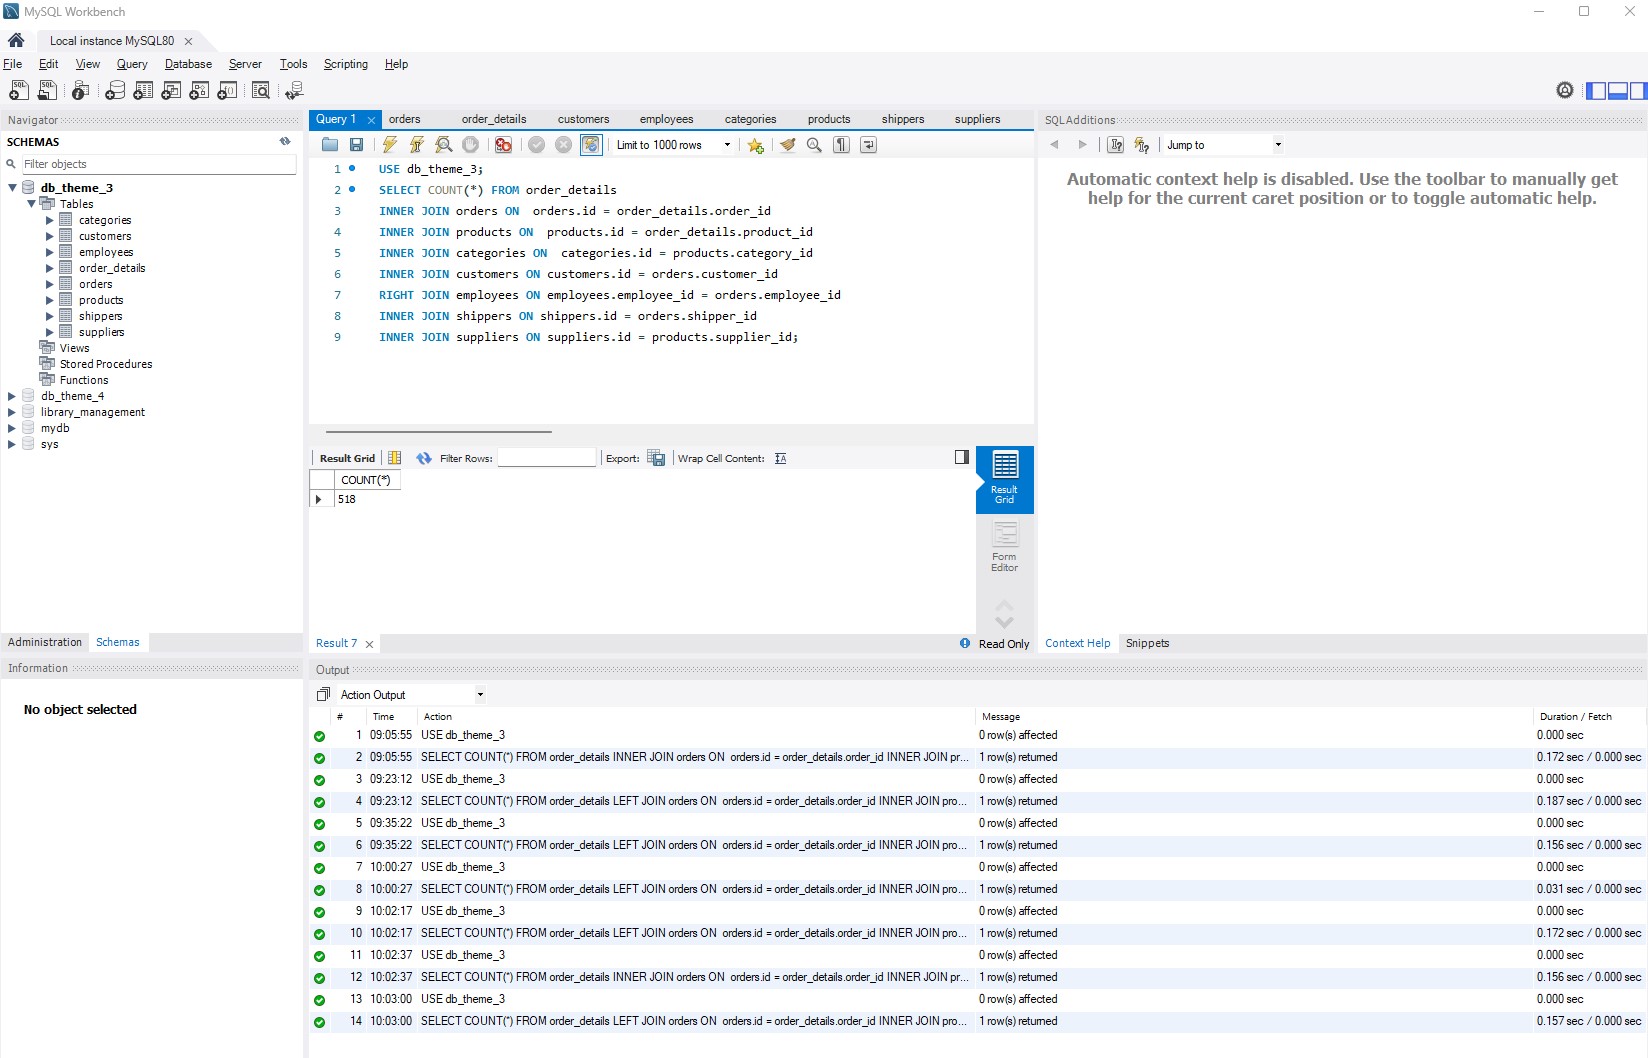 MySQL Workbench
Local instance MySQL80
File Edit View Query Database Server Tools Scripting Help
Navigator
SCHEMAS
Filter objects
db_theme_3
Tables
categories
customers
employees
order_details
orders
products
shippers
suppliers
Views
Stored Procedures
Functions
db_theme_4
library_management
mydb
sys
Administration Schemas
Information
No object selected
Query 1 orders order_details customers employees categories products shippers suppliers
Limit to 1000 rows
1 USE db_theme_3;
2 SELECT COUNT(*) FROM order_details
3 INNER JOIN orders ON  orders.id = order_details.order_id
4 INNER JOIN products ON  products.id = order_details.product_id
5 INNER JOIN categories ON  categories.id = products.category_id
6 INNER JOIN customers ON customers.id = orders.customer_id
7 RIGHT JOIN employees ON employees.employee_id = orders.employee_id
8 INNER JOIN shippers ON shippers.id = orders.shipper_id
9 INNER JOIN suppliers ON suppliers.id = products.supplier_id;
Result Grid Filter Rows: Export: Wrap Cell Content:
COUNT(*)
518
Result
Grid
Form
Editor
Result 7 Read Only
SQLAdditions
Jump to
Automatic context help is disabled. Use the toolbar to manually get
help for the current caret position or to toggle automatic help.
Context Help Snippets
Output
Action Output
# Time Action Message Duration / Fetch
1 09:05:55 USE db_theme_3 0 row(s) affected 0.000 sec
2 09:05:55 SELECT COUNT(*) FROM order_details INNER JOIN orders ON  orders.id = order_details.order_id INNER JOIN pr... 1 row(s) returned 0.172 sec / 0.000 sec
3 09:23:12 USE db_theme_3 0 row(s) affected 0.000 sec
4 09:23:12 SELECT COUNT(*) FROM order_details LEFT JOIN orders ON  orders.id = order_details.order_id INNER JOIN pro... 1 row(s) returned 0.187 sec / 0.000 sec
5 09:35:22 USE db_theme_3 0 row(s) affected 0.000 sec
6 09:35:22 SELECT COUNT(*) FROM order_details LEFT JOIN orders ON  orders.id = order_details.order_id INNER JOIN pro... 1 row(s) returned 0.156 sec / 0.000 sec
7 10:00:27 USE db_theme_3 0 row(s) affected 0.000 sec
8 10:00:27 SELECT COUNT(*) FROM order_details LEFT JOIN orders ON  orders.id = order_details.order_id INNER JOIN pro... 1 row(s) returned 0.031 sec / 0.000 sec
9 10:02:17 USE db_theme_3 0 row(s) affected 0.000 sec
10 10:02:17 SELECT COUNT(*) FROM order_details LEFT JOIN orders ON  orders.id = order_details.order_id INNER JOIN pro... 1 row(s) returned 0.172 sec / 0.000 sec
11 10:02:37 USE db_theme_3 0 row(s) affected 0.000 sec
12 10:02:37 SELECT COUNT(*) FROM order_details INNER JOIN orders ON  orders.id = order_details.order_id INNER JOIN pr... 1 row(s) returned 0.156 sec / 0.000 sec
13 10:03:00 USE db_theme_3 0 row(s) affected 0.000 sec
14 10:03:00 SELECT COUNT(*) FROM order_details LEFT JOIN orders ON  orders.id = order_details.order_id INNER JOIN pro... 1 row(s) returned 0.157 sec / 0.000 sec